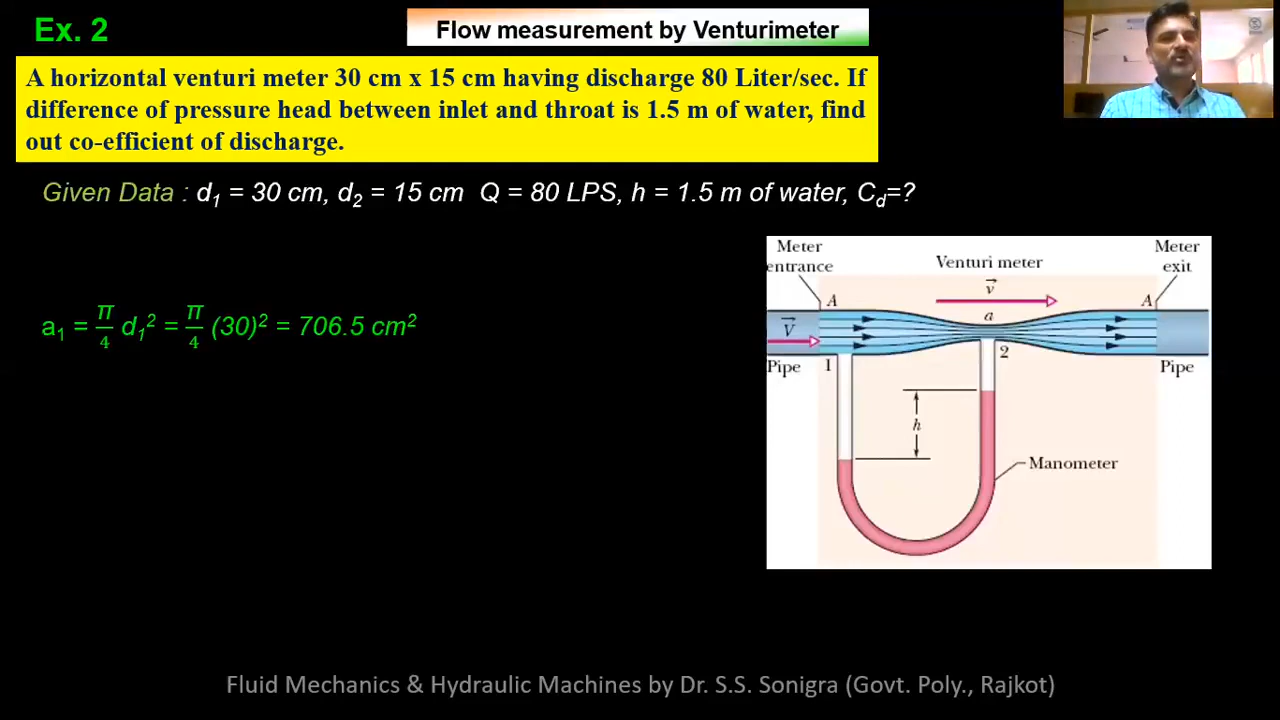 Ex. 2
Flow measurement by Venturimeter
A horizontal venturi meter 30 cm x 15 cm having discharge 80 Liter/sec. If
difference of pressure head between inlet and throat is 1.5 m of water, find
out co-efficient of discharge.
Given Data : d₁ = 30 cm, d₂ = 15 cm Q = 80 LPS, h = 1.5 m of water, C_d=?
a₁ = π/4 d₁² = π/4 (30)² = 706.5 cm²
Meter entrance
Venturi meter
Meter exit
A
v
A
V
a
Pipe
1
2
Pipe
h
Manometer
Fluid Mechanics & Hydraulic Machines by Dr. S.S. Sonigra (Govt. Poly., Rajkot)